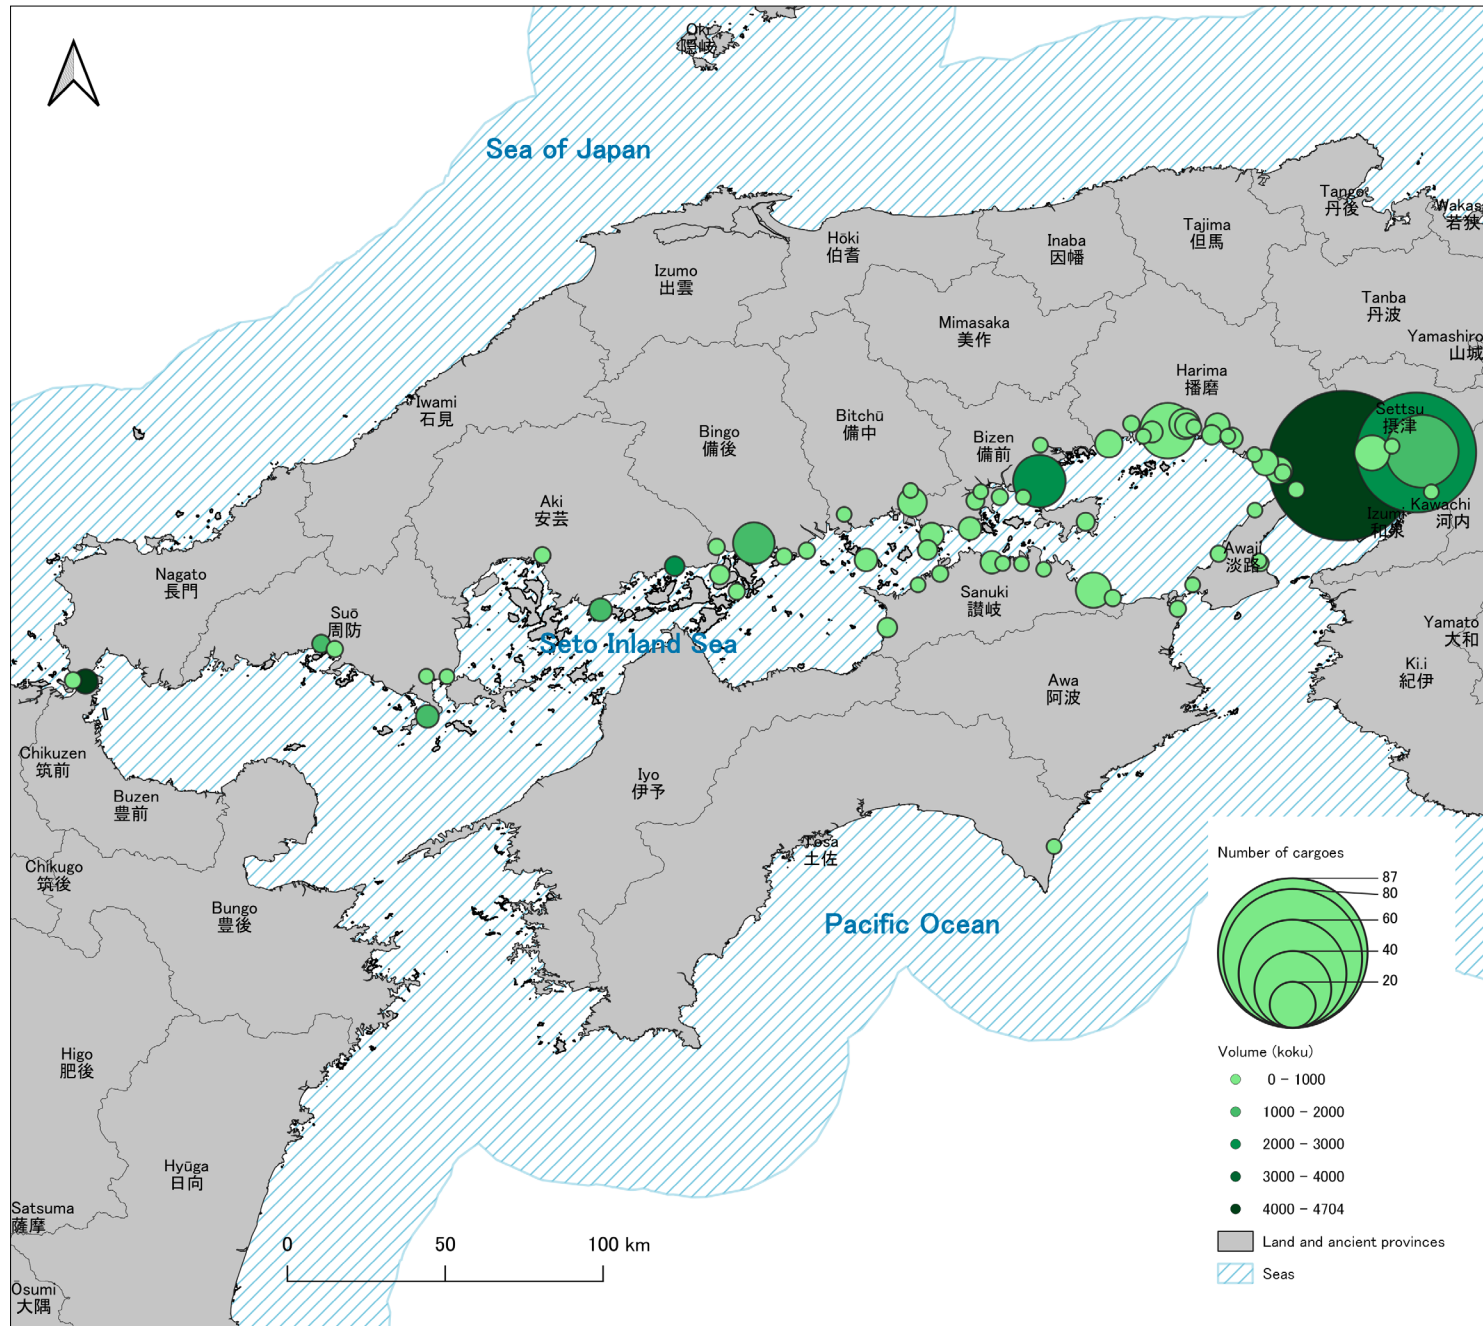 Oki
隠岐
Sea of Japan
Tango
丹後
Wakas
若狭
Tajima
但馬
Hōki
伯耆
Inaba
因幡
Izumo
出雲
Tanba
丹波
Mimasaka
美作
Yamashiro
山城
Harima
播磨
Iwami
石見
Settsu
摂津
Bitchū
備中
Bingo
備後
Bizen
備前
Aki
安芸
Kawachi
河内
Izumi
和泉
Awaji
淡路
Nagato
長門
Sanuki
讃岐
Suō
周防
Seto Inland Sea
Yamato
大和
Ki.i
紀伊
Awa
阿波
Chikuzen
筑前
Iyo
伊予
Buzen
豊前
Tosa
土佐
Chikugo
筑後
Bungo
豊後
Pacific Ocean
Number of cargoes
87
80
60
40
20
Higo
肥後
Volume (koku)
0 - 1000
1000 - 2000
2000 - 3000
3000 - 4000
4000 - 4704
Hyūga
日向
Satsuma
薩摩
Land and ancient provinces
0 50 100 km
Seas
Ōsumi
大隅